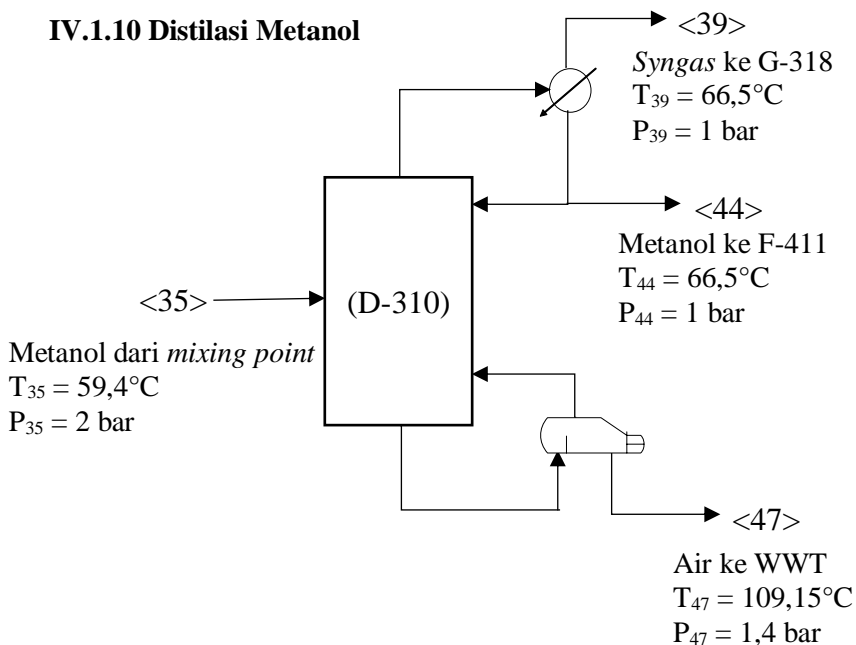 IV.1.10 Distilasi Metanol
<39>
Syngas ke G-318
T₃₉ = 66,5°C
P₃₉ = 1 bar
<44>
Metanol ke F-411
T₄₄ = 66,5°C
P₄₄ = 1 bar
<35>
(D-310)
Metanol dari mixing point
T₃₅ = 59,4°C
P₃₅ = 2 bar
<47>
Air ke WWT
T₄₇ = 109,15°C
P₄₇ = 1,4 bar